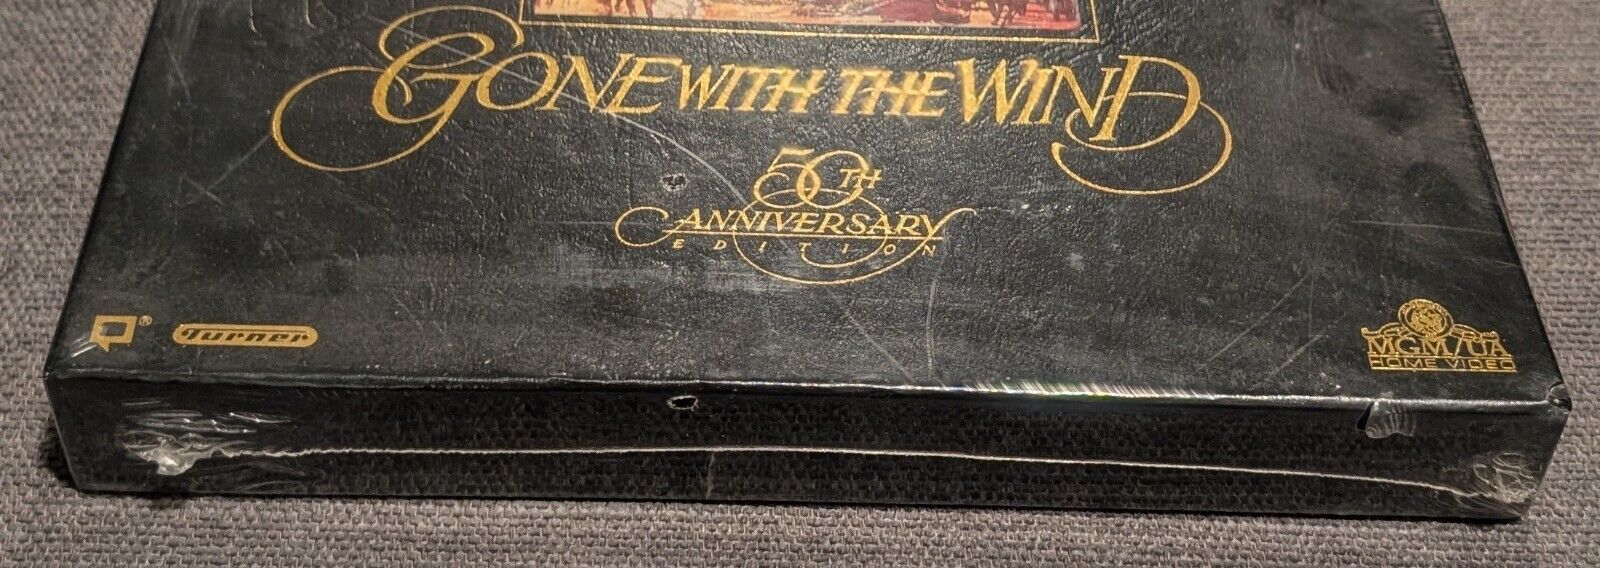 GONE WITH THE WIND
50TH
ANNIVERSARY
EDITION
® Turner
MGM/UA
HOME VIDEO